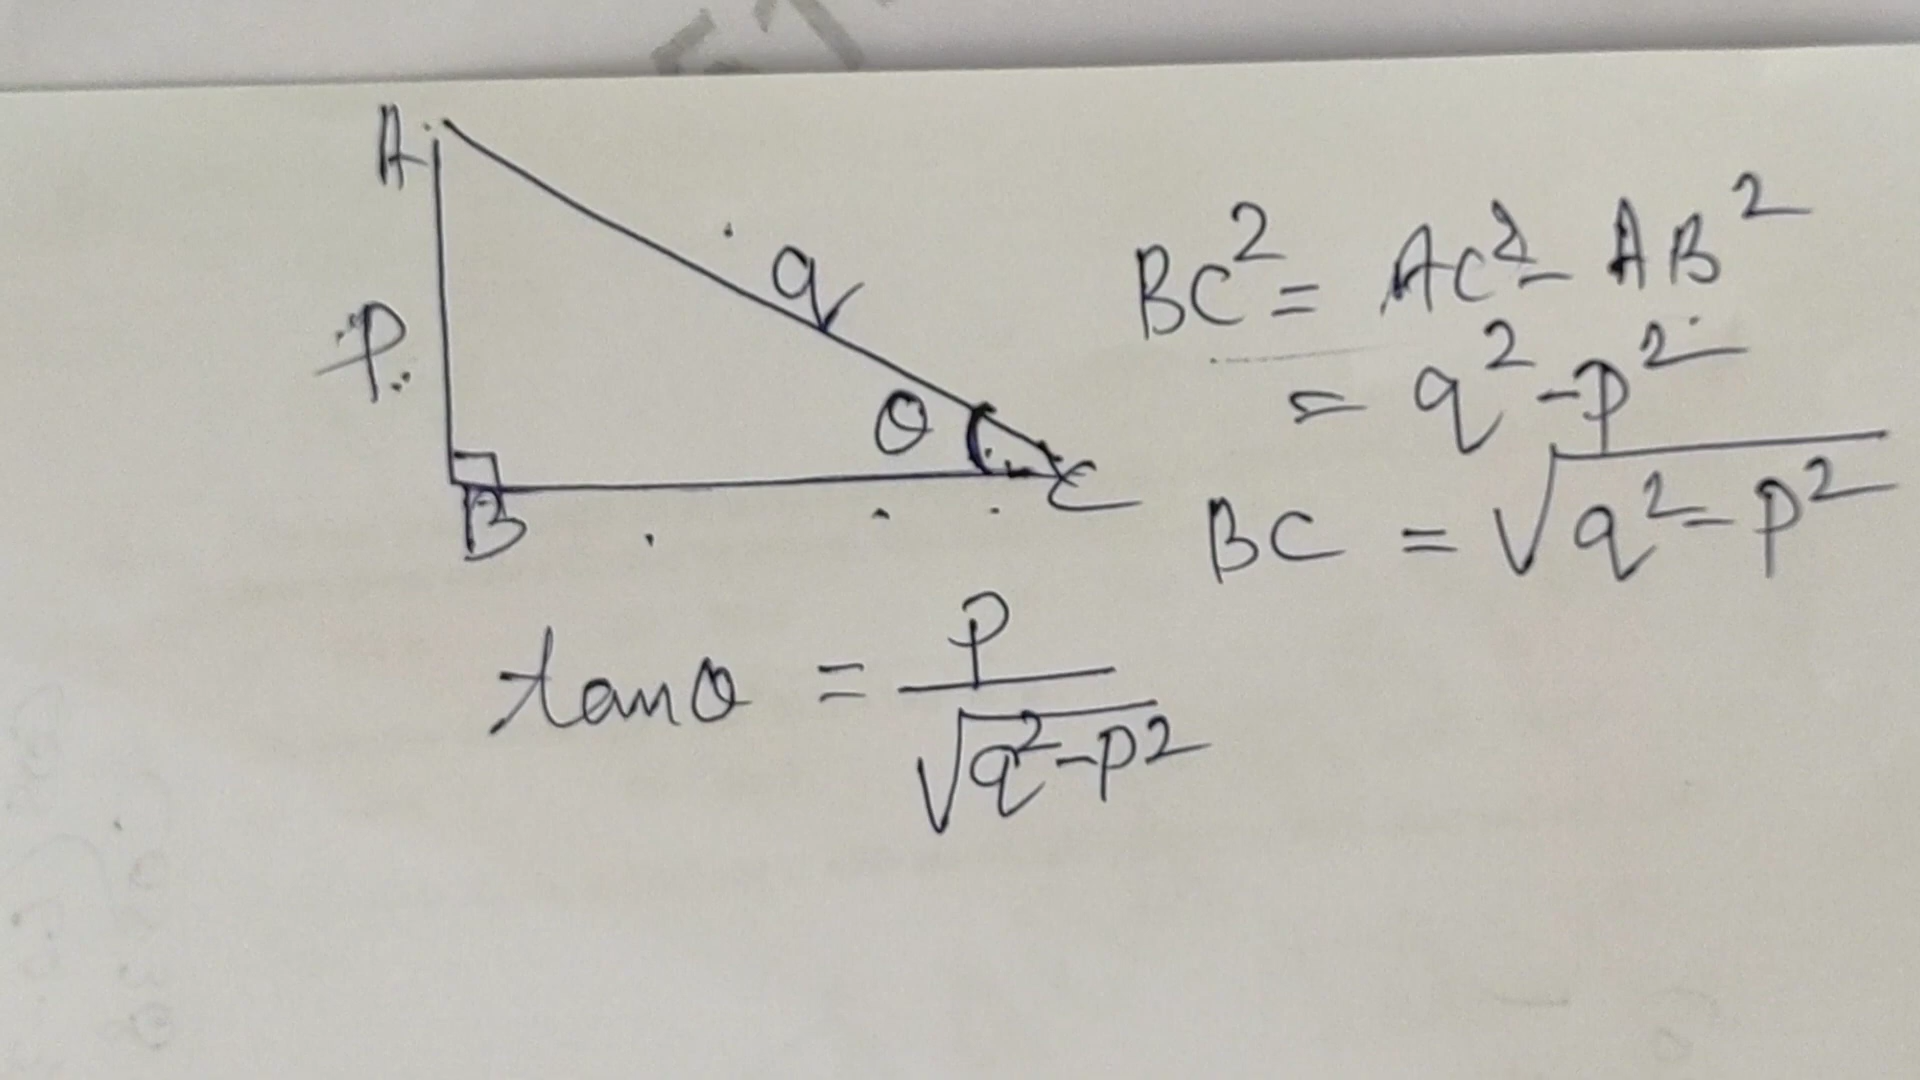 A
q
P
θ
B
C
BC² = AC² - AB²
= q² - p²
BC = √(q² - p²)
tanθ = P / √(q² - p²)